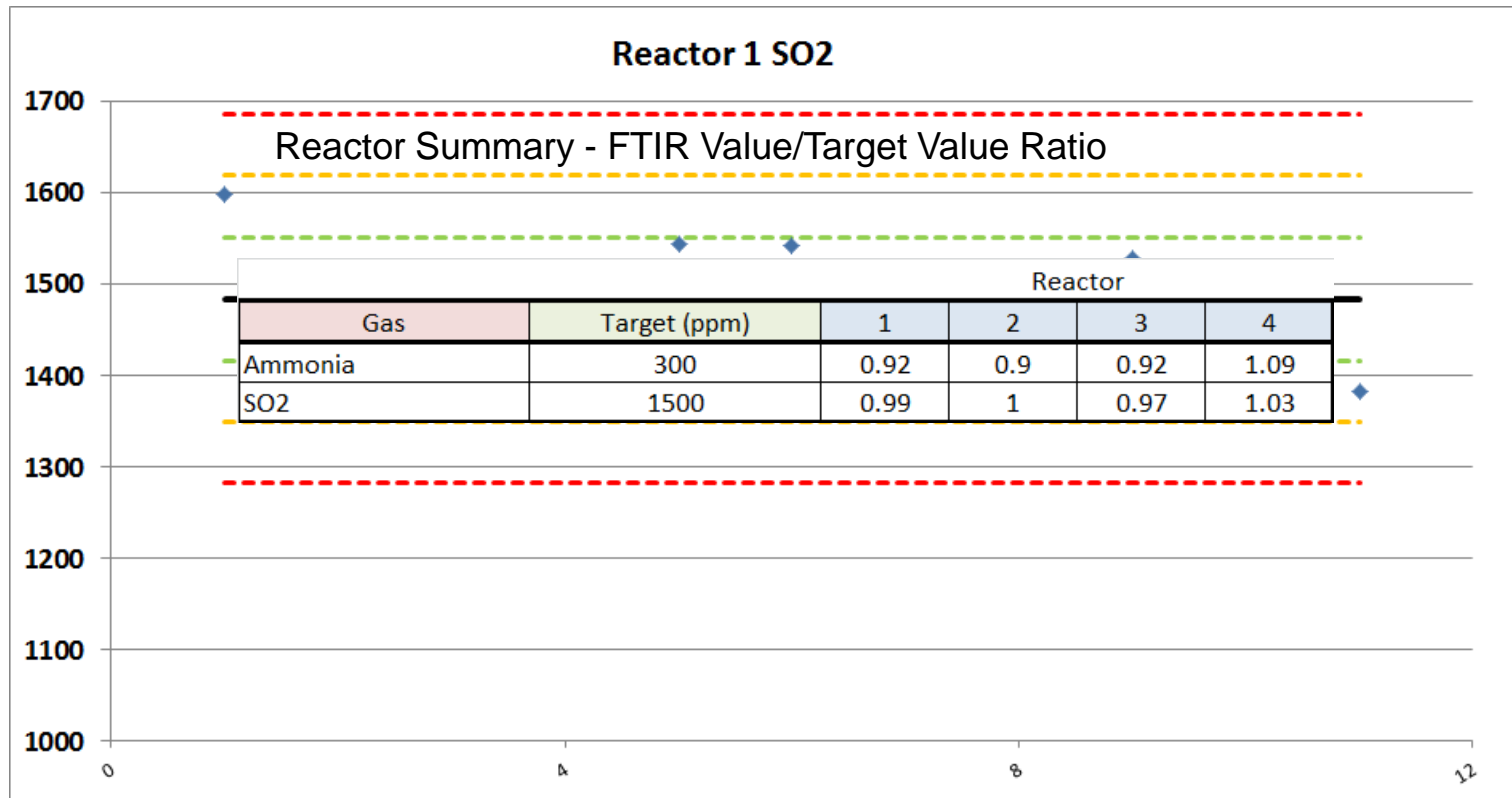 Reactor 1 SO2
1700
Reactor Summary - FTIR Value/Target Value Ratio
1600
1500
Reactor
Gas Target (ppm) 1 2 3 4
Ammonia 300 0.92 0.9 0.92 1.09
1400
SO2 1500 0.99 1 0.97 1.03
1300
1200
1100
1000
0 4 8 12